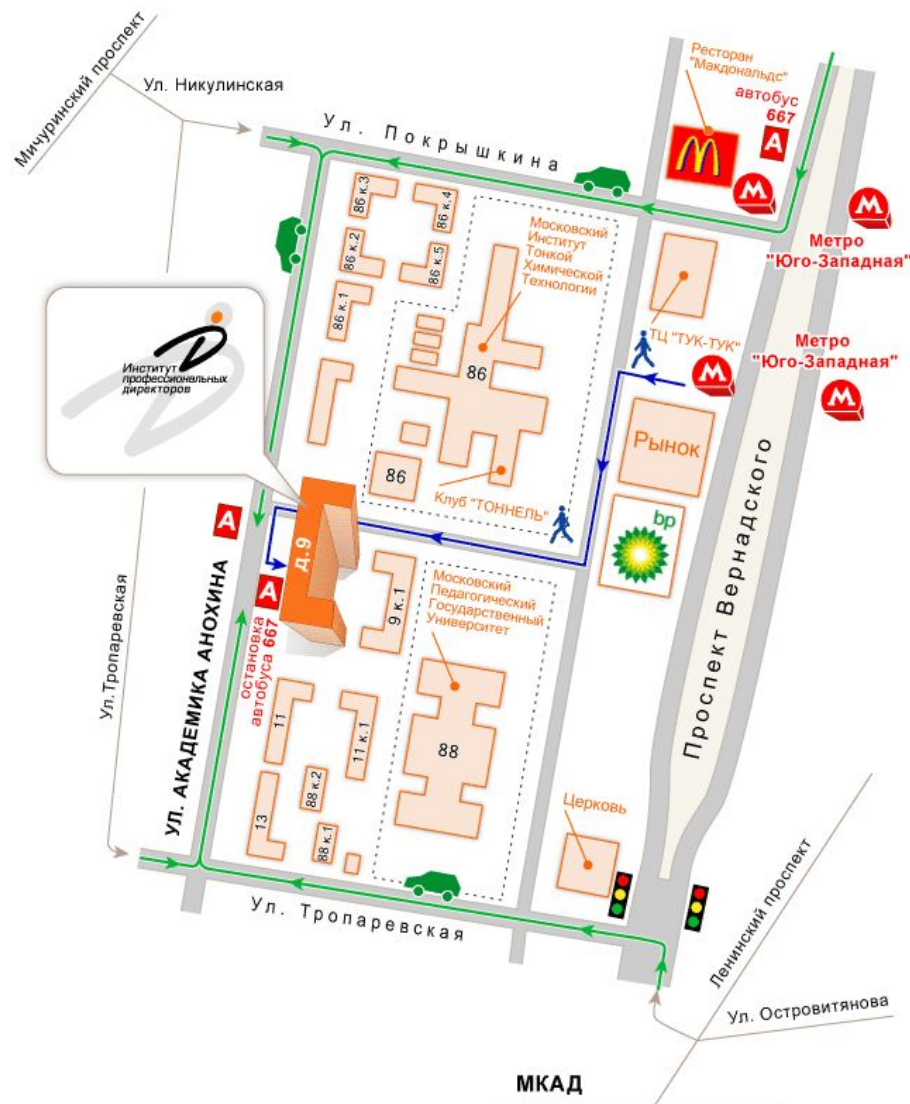 Мичуринский проспект
Ул. Никулинская
Ул. Покрышкина
Ресторан
"Макдональдс"
автобус
667
А
М
М
Метро
"Юго-Западная"
86 к.3
86 к.4
86 к.2
86 к.5
86 к.1
Московский
Институт
Тонкой
Химической
Технологии
ТЦ "ТУК-ТУК"
М
Метро
"Юго-Западная"
М
Институт
профессиональных
директоров
86
Рынок
86
Клуб "ТОННЕЛЬ"
bp
А
д.9
А
остановка
автобуса 667
9 к.1
Московский
Педагогический
Государственный
Университет
Проспект Вернадского
Ул.Тропаревская
УЛ. АКАДЕМИКА АНОХИНА
11
11 к.1
88
88 к.2
13
88 к.1
Церковь
Ул. Тропаревская
Ленинский проспект
Ул. Островитянова
МКАД